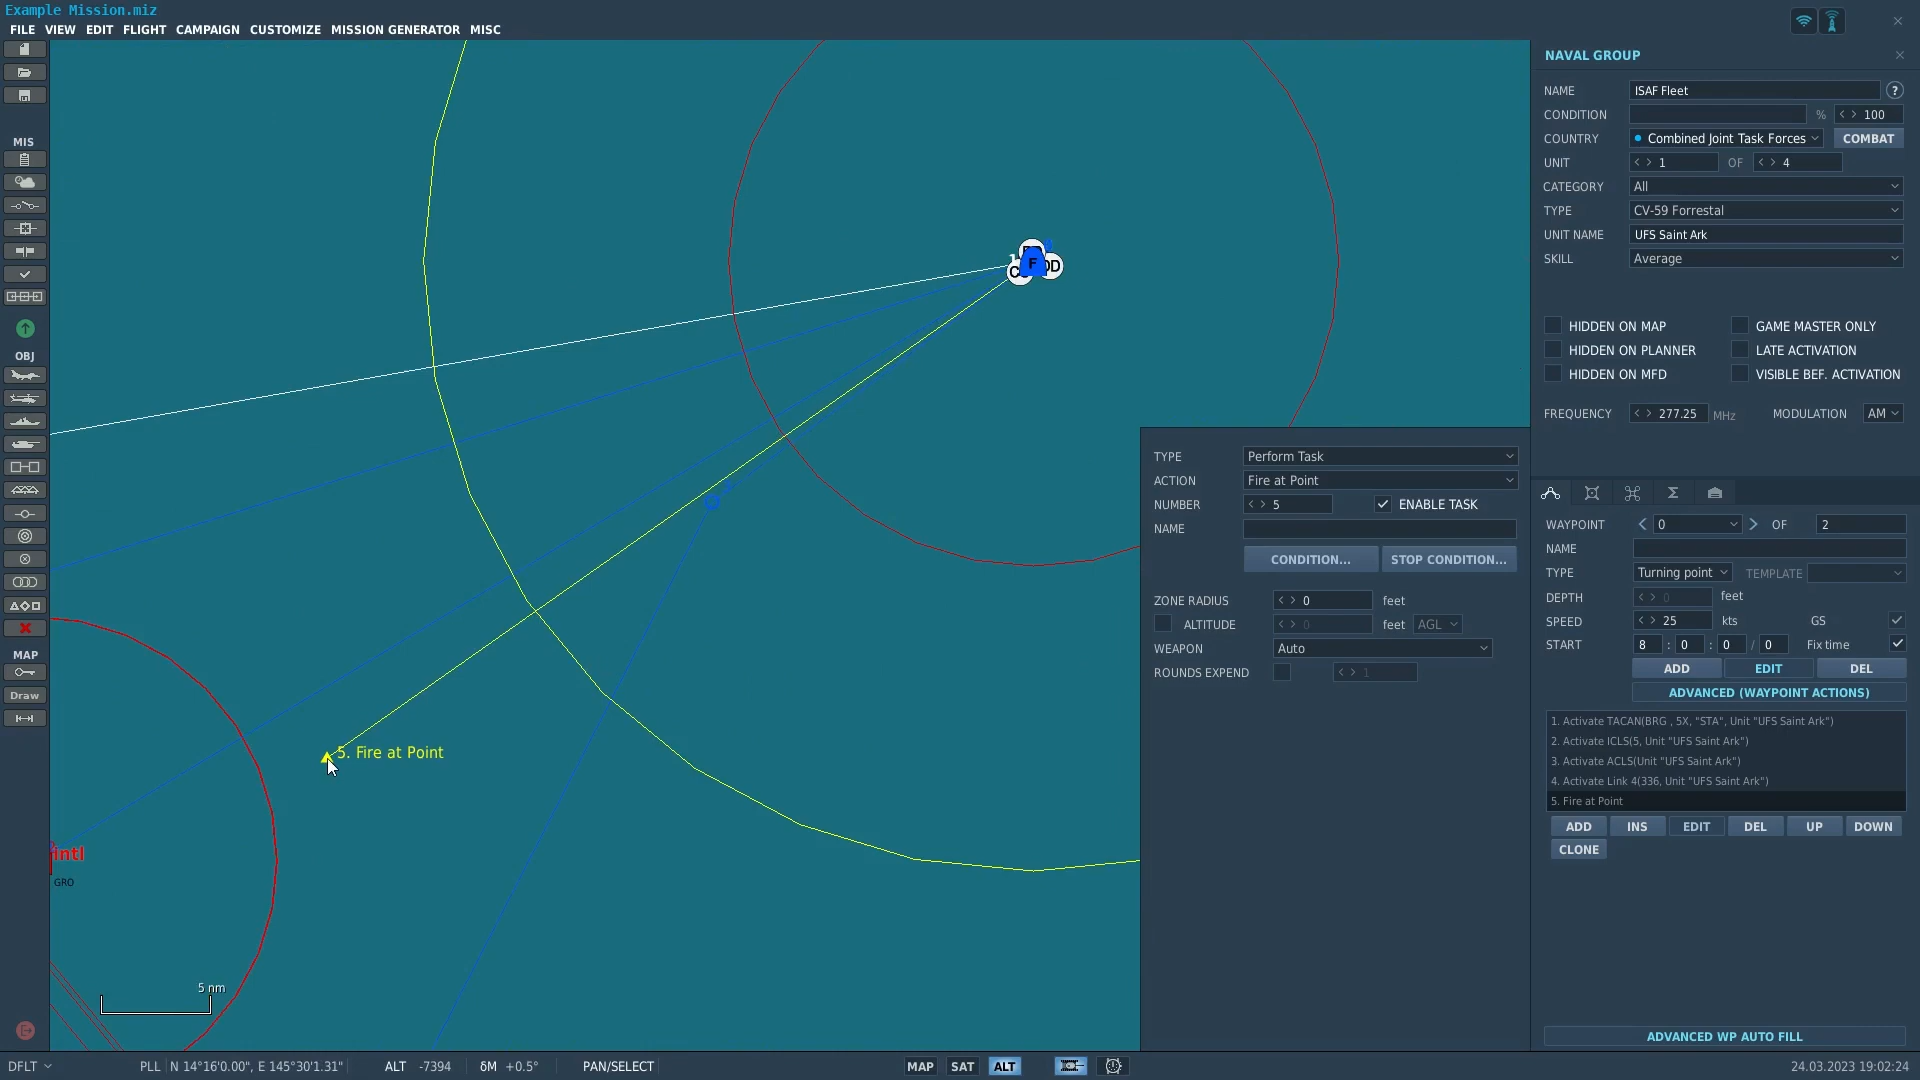 Example Mission.miz
FILE VIEW EDIT FLIGHT CAMPAIGN CUSTOMIZE MISSION GENERATOR MISC
MIS
OBJ
MAP
Draw
F
5. Fire at Point
Intl
GRO
5 nm
TYPE Perform Task
ACTION Fire at Point
NUMBER < > 5 ENABLE TASK
NAME
CONDITION... STOP CONDITION...
ZONE RADIUS < > 0 feet
ALTITUDE < > 0 feet AGL
WEAPON Auto
ROUNDS EXPEND < > 1
NAVAL GROUP
NAME ISAF Fleet ?
CONDITION % < > 100
COUNTRY Combined Joint Task Forces COMBAT
UNIT < > 1 OF < > 4
CATEGORY All
TYPE CV-59 Forrestal
UNIT NAME UFS Saint Ark
SKILL Average
HIDDEN ON MAP GAME MASTER ONLY
HIDDEN ON PLANNER LATE ACTIVATION
HIDDEN ON MFD VISIBLE BEF. ACTIVATION
FREQUENCY < > 277.25 MHz MODULATION AM
WAYPOINT < 0 > OF 2
NAME
TYPE Turning point TEMPLATE
DEPTH < > 0 feet
SPEED < > 25 kts GS
START 8 : 0 : 0 / 0 Fix time
ADD EDIT DEL
ADVANCED (WAYPOINT ACTIONS)
1. Activate TACAN(BRG , 5X, "STA", Unit "UFS Saint Ark")
2. Activate ICLS(5, Unit "UFS Saint Ark")
3. Activate ACLS(Unit "UFS Saint Ark")
4. Activate Link 4(336, Unit "UFS Saint Ark")
5. Fire at Point
ADD INS EDIT DEL UP DOWN
CLONE
ADVANCED WP AUTO FILL
DFLT PLL N 14°16'0.00", E 145°30'1.31" ALT -7394 δM +0.5° PAN/SELECT MAP SAT ALT 24.03.2023 19:02:24